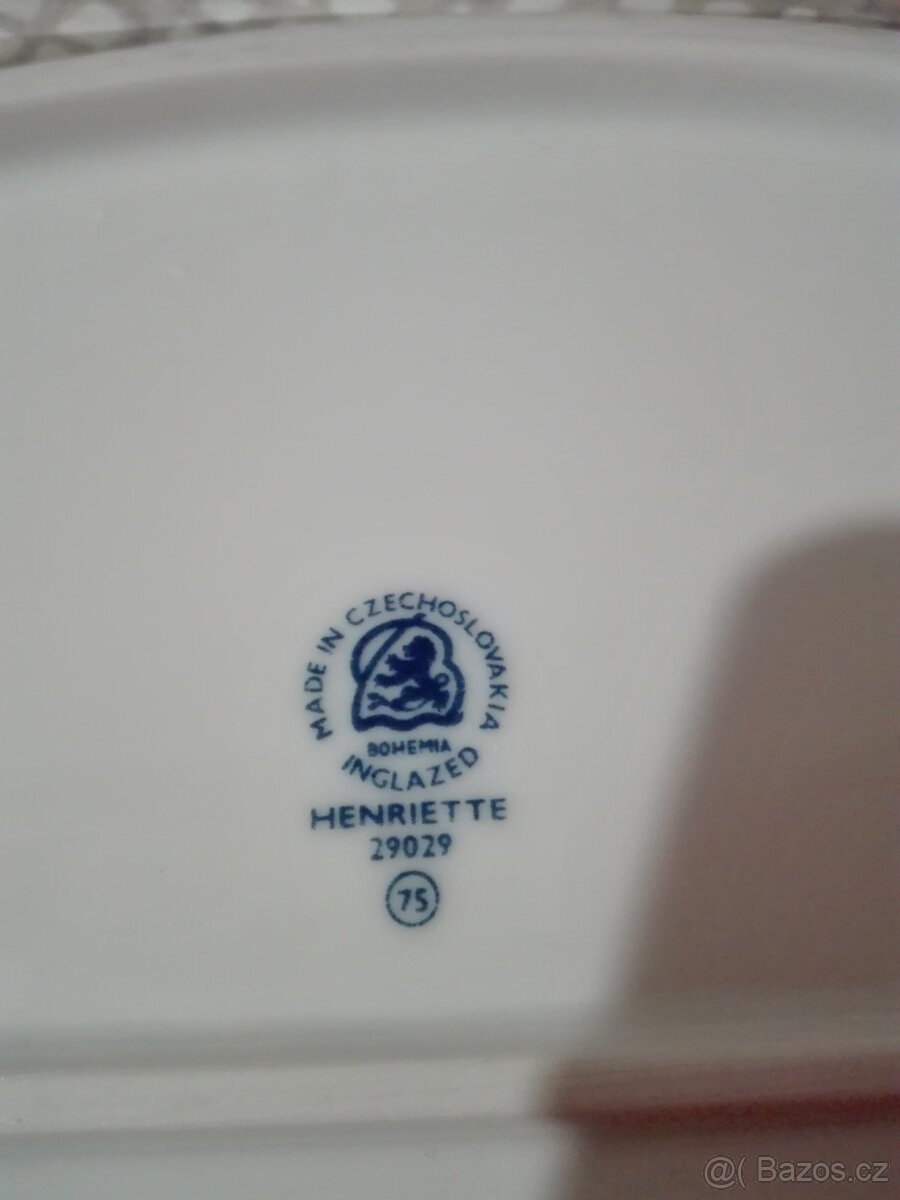 MADE IN CZECHOSLOVAKIA
BOHEMIA
INGLAZED
HENRIETTE
29029
75
@( Bazos.cz